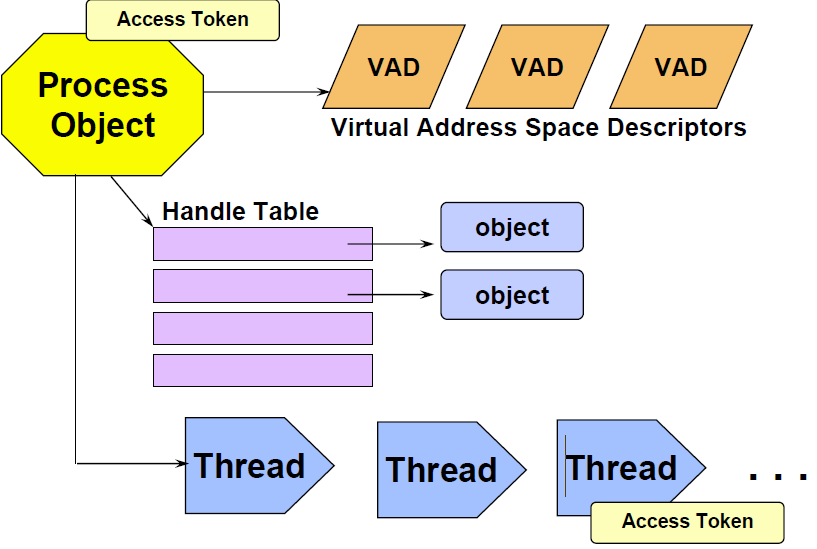 Access Token
Process
Object
VAD
VAD
VAD
Virtual Address Space Descriptors
Handle Table
object
object
Thread
Thread
Thread
. . .
Access Token